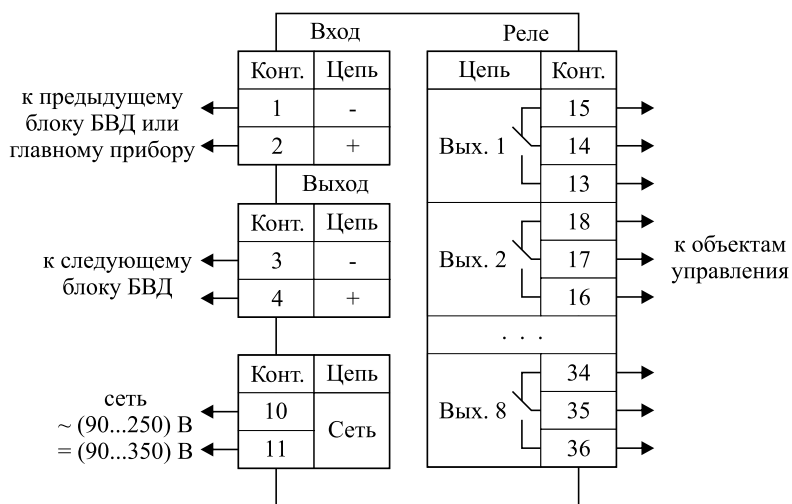 Вход
Конт. Цепь
1 -
2 +
к предыдущему
блоку БВД или
главному прибору
Выход
Конт. Цепь
3 -
4 +
к следующему
блоку БВД
Конт. Цепь
10
Сеть
11
сеть
~ (90...250) В
= (90...350) В
Реле
Цепь Конт.
15
Вых. 1 14
13
18
Вых. 2 17
16
. . .
34
Вых. 8 35
36
к объектам
управления